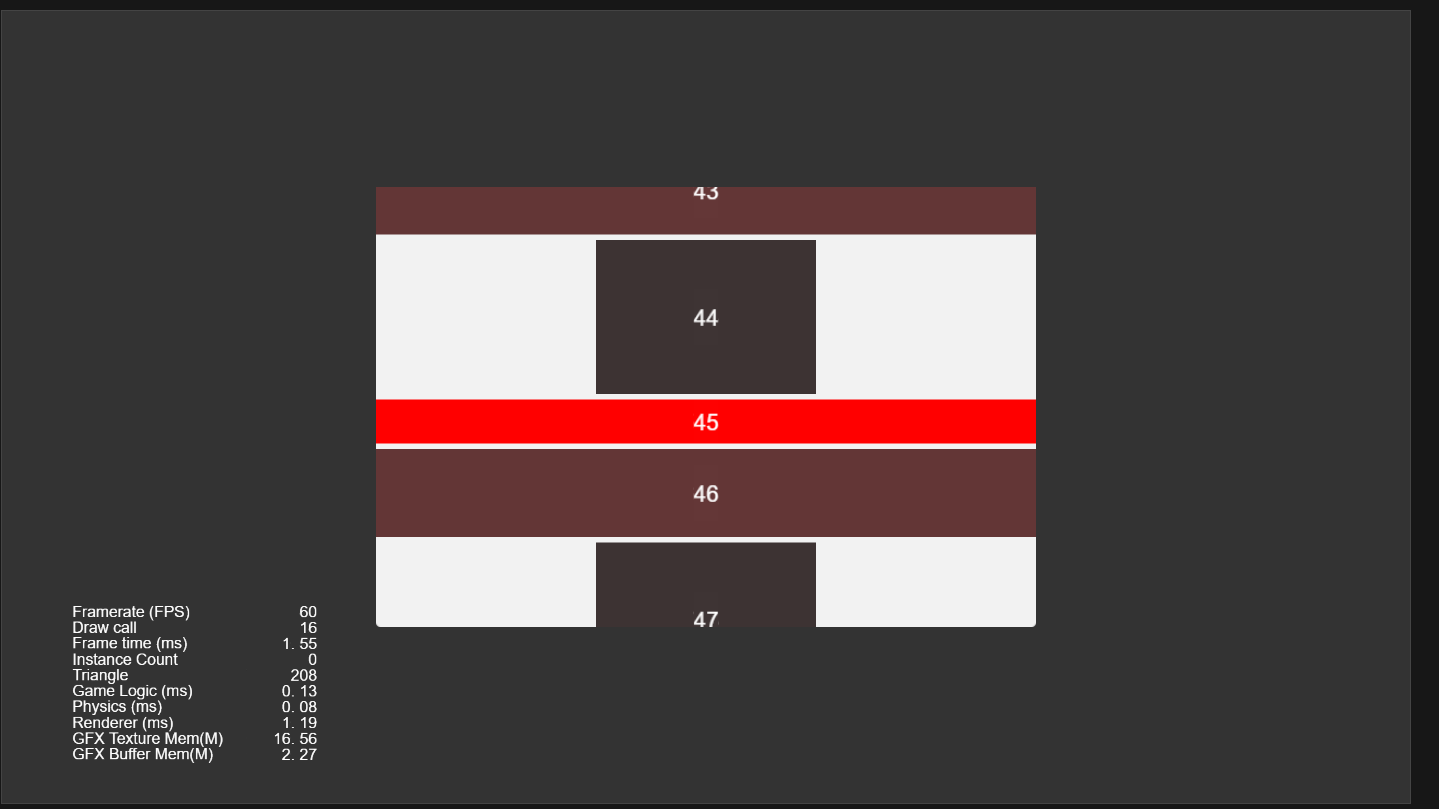 43
44
45
46
47
Framerate (FPS) 60
Draw call 16
Frame time (ms) 1. 55
Instance Count 0
Triangle 208
Game Logic (ms) 0. 13
Physics (ms) 0. 08
Renderer (ms) 1. 19
GFX Texture Mem(M) 16. 56
GFX Buffer Mem(M) 2. 27